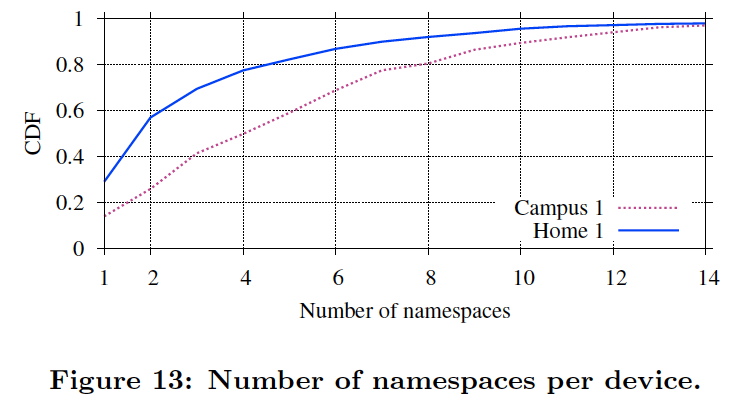 1
0.8
0.6
0.4
0.2
0
CDF
Campus 1
Home 1
1 2 4 6 8 10 12 14
Number of namespaces
Figure 13: Number of namespaces per device.